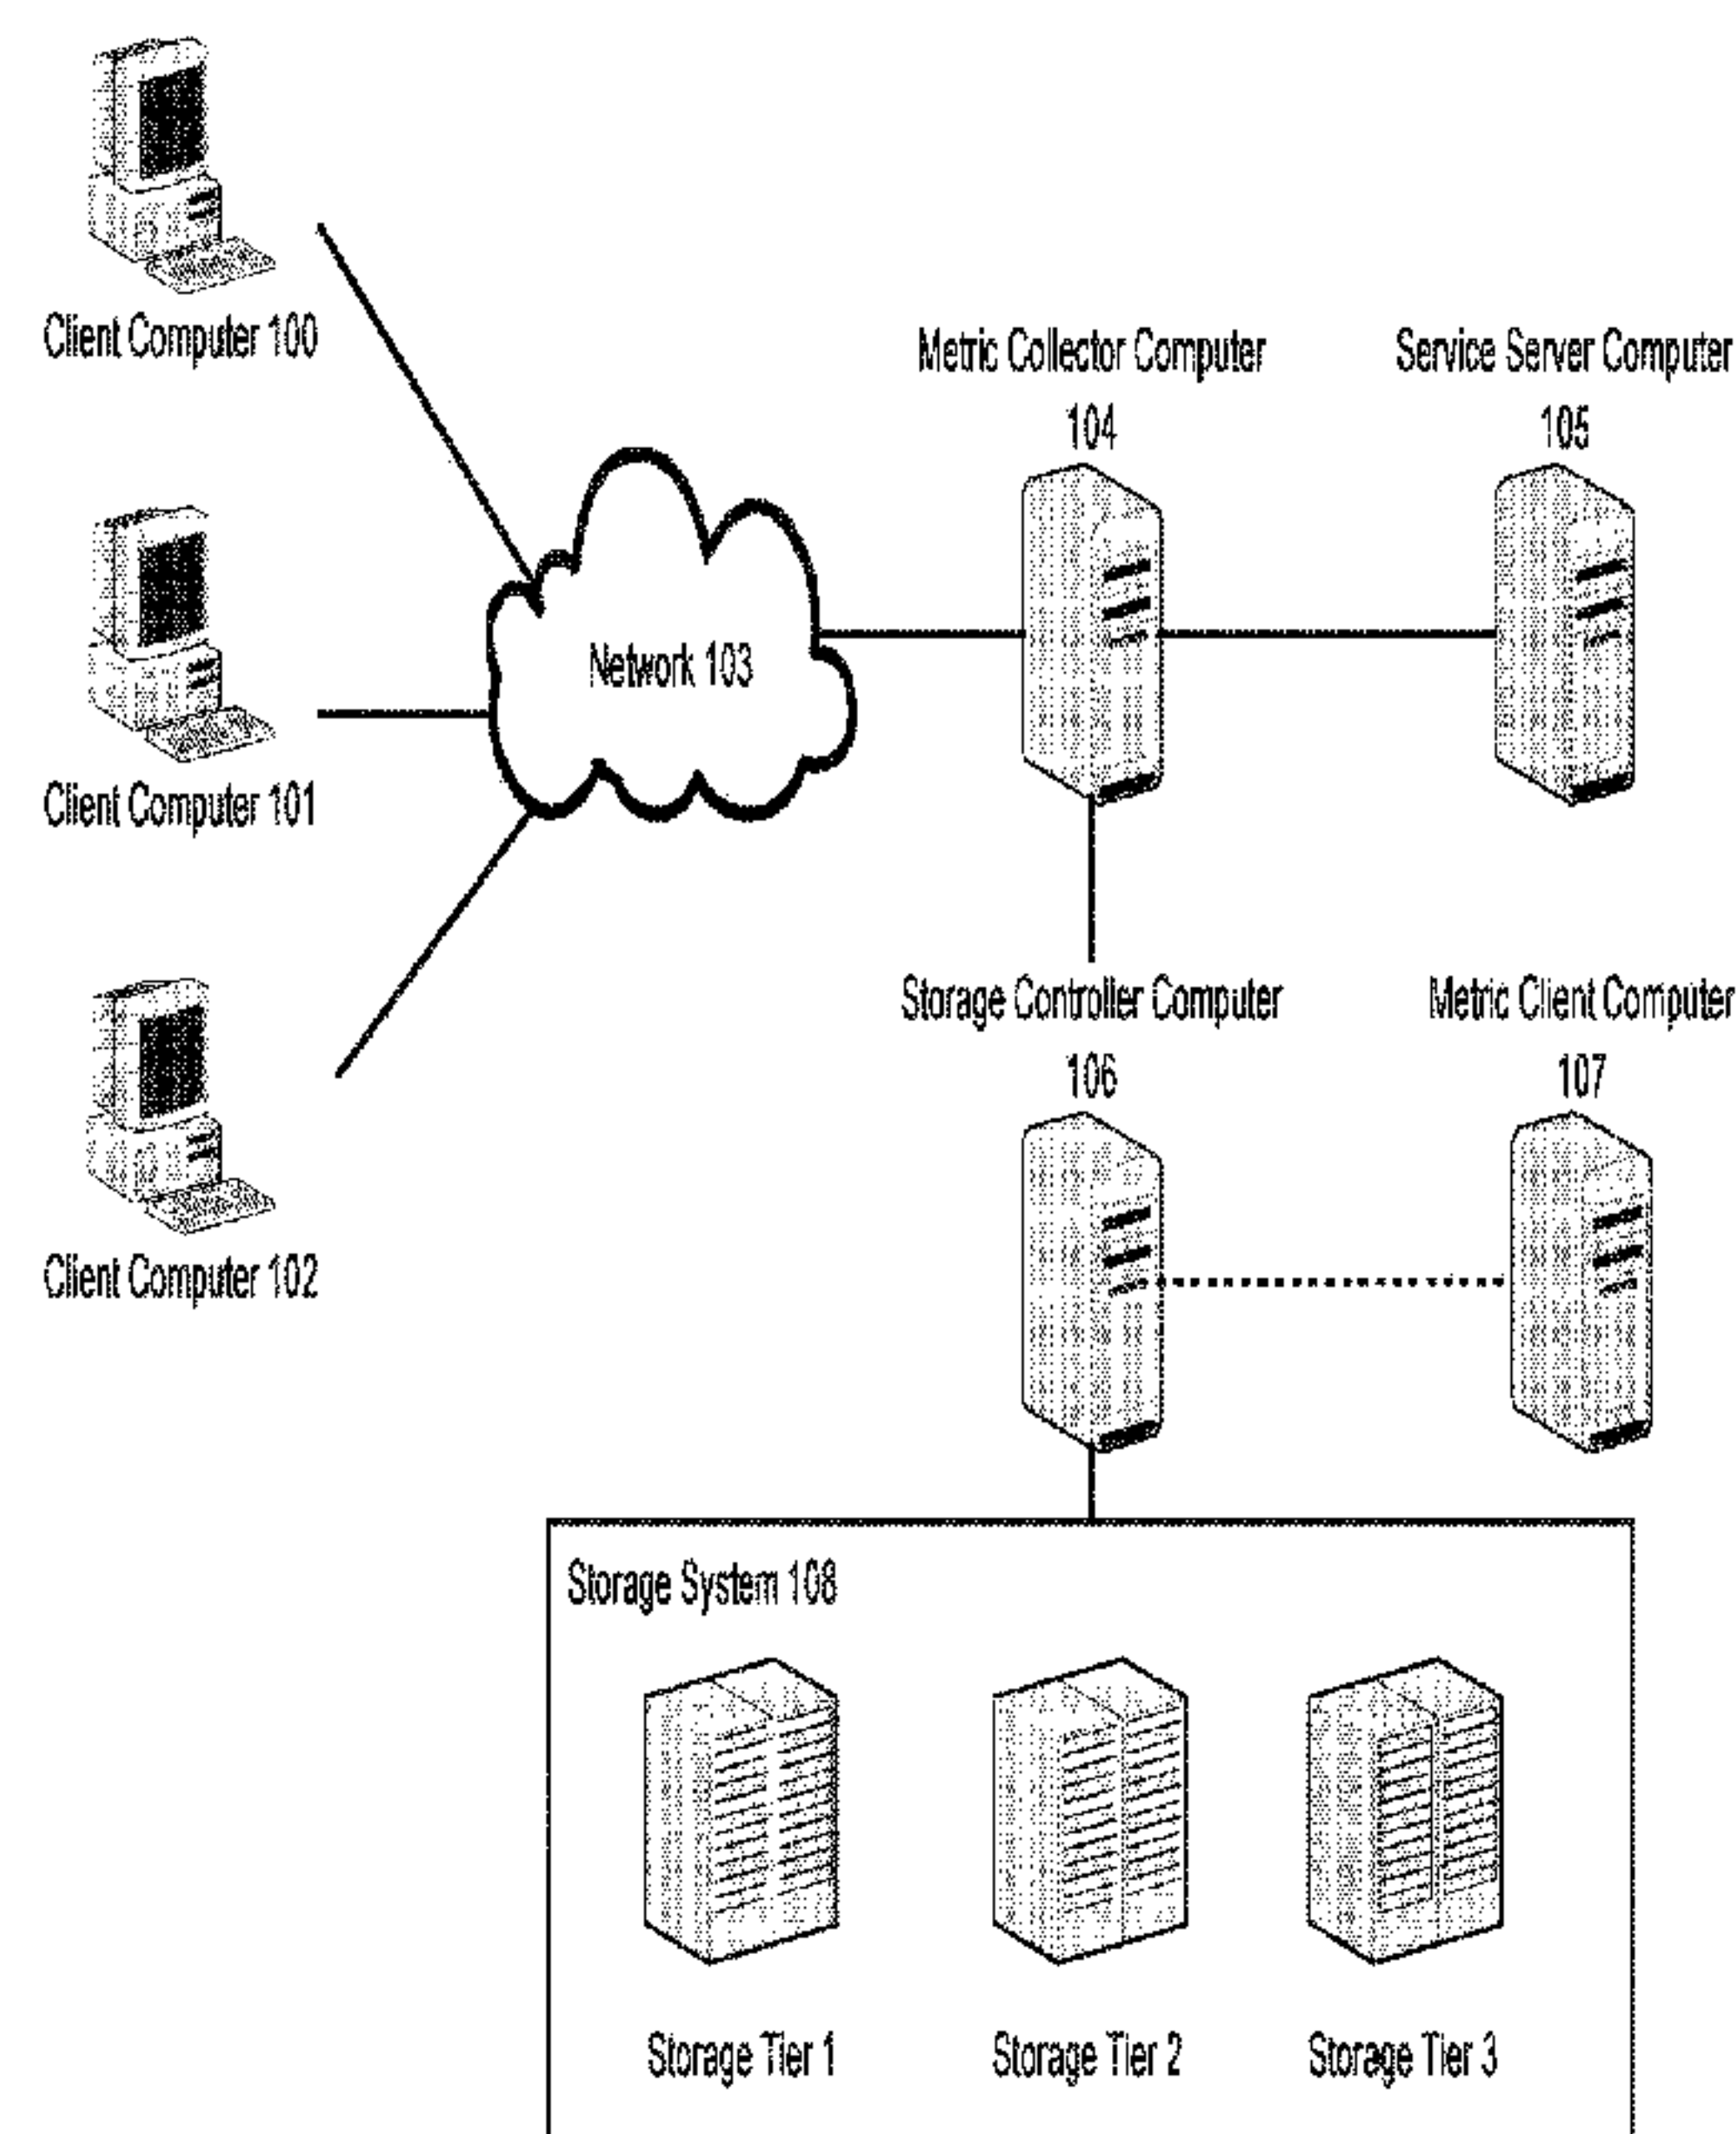 Client Computer 100
Metric Collector Computer
104
Service Server Computer
105
Network 103
Client Computer 101
Storage Controller Computer
106
Metric Client Computer
107
Client Computer 102
Storage System 108
Storage Tier 1
Storage Tier 2
Storage Tier 3